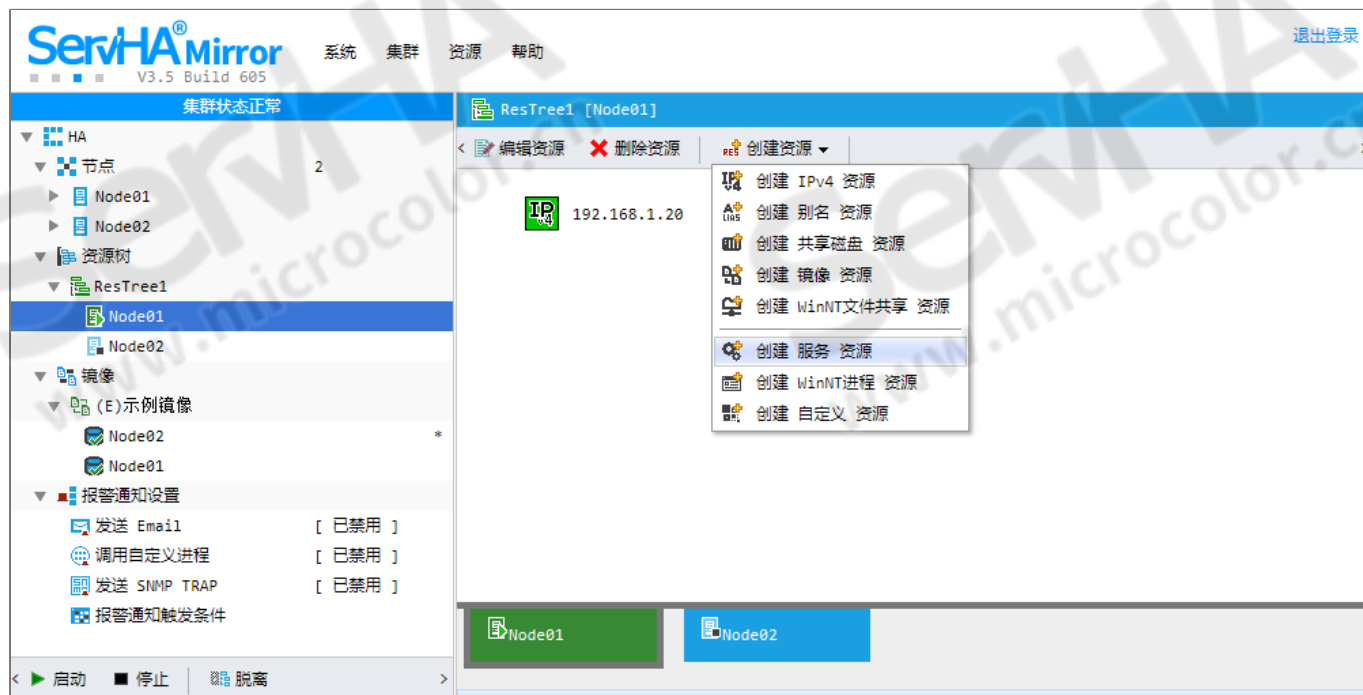 ServHA® Mirror
V3.5 Build 605
系统 集群 资源 帮助
退出登录
集群状态正常
HA
节点 2
Node01
Node02
资源树
ResTree1
Node01
Node02
镜像
(E)示例镜像
Node02 *
Node01
报警通知设置
发送 Email [ 已禁用 ]
调用自定义进程 [ 已禁用 ]
发送 SNMP TRAP [ 已禁用 ]
报警通知触发条件
启动 停止 脱离
ResTree1 [Node01]
编辑资源 删除资源 创建资源
192.168.1.20
创建 IPv4 资源
创建 别名 资源
创建 共享磁盘 资源
创建 镜像 资源
创建 WinNT文件共享 资源
创建 服务 资源
创建 WinNT进程 资源
创建 自定义 资源
Node01
Node02
ServHA
www.microcolor.cn
ServHA
www.microcolor.cn